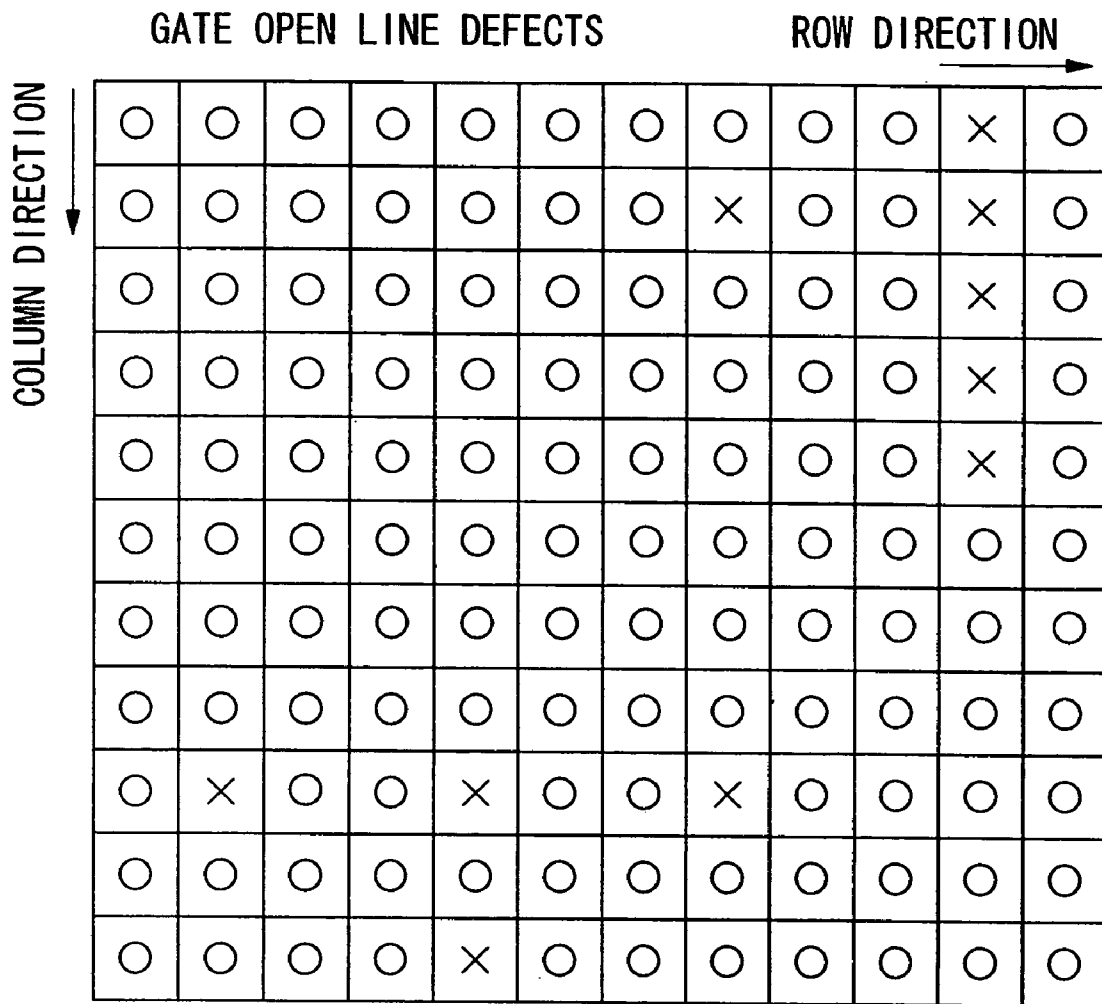 GATE OPEN LINE DEFECTS
ROW DIRECTION
COLUMN DIRECTION
○ ○ ○ ○ ○ ○ ○ ○ ○ ○ × ○
○ ○ ○ ○ ○ ○ ○ × ○ ○ × ○
○ ○ ○ ○ ○ ○ ○ ○ ○ ○ × ○
○ ○ ○ ○ ○ ○ ○ ○ ○ ○ × ○
○ ○ ○ ○ ○ ○ ○ ○ ○ ○ × ○
○ ○ ○ ○ ○ ○ ○ ○ ○ ○ ○ ○
○ ○ ○ ○ ○ ○ ○ ○ ○ ○ ○ ○
○ ○ ○ ○ ○ ○ ○ ○ ○ ○ ○ ○
○ × ○ ○ × ○ ○ × ○ ○ ○ ○
○ ○ ○ ○ ○ ○ ○ ○ ○ ○ ○ ○
○ ○ ○ ○ × ○ ○ ○ ○ ○ ○ ○